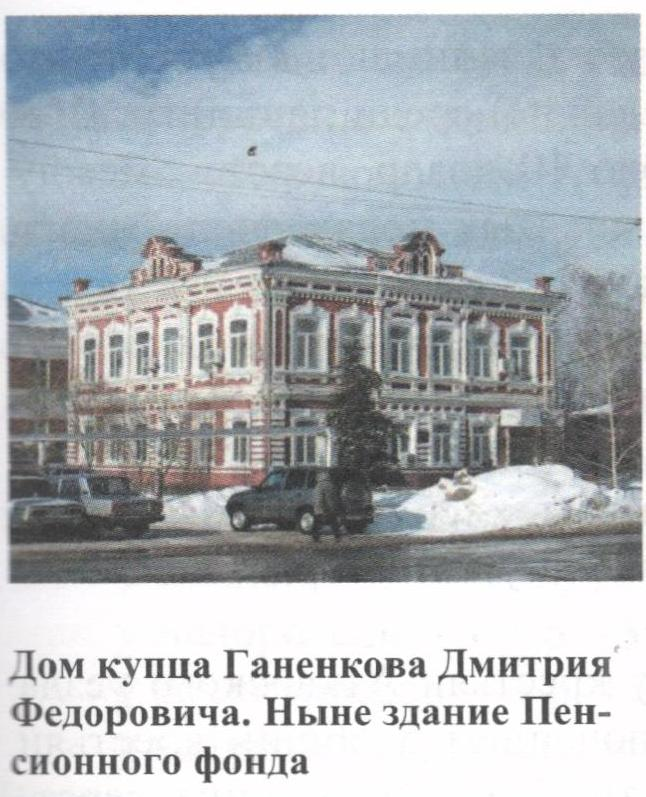 Дом купца Ганенкова Дмитрия
Федоровича. Ныне здание Пен-
сионного фонда